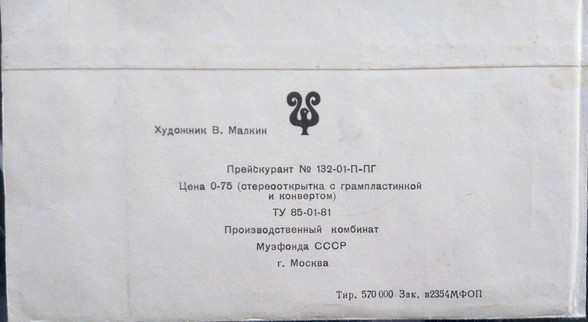 Художник В. Малкин
Прейскурант № 132-01-П-ПГ
Цена 0-75 (стереооткрытка с грампластинкой
и конвертом)
ТУ 85-01-81
Производственный комбинат
Музфонда СССР
г. Москва
Тир. 570 000 Зак. в2354МФОП